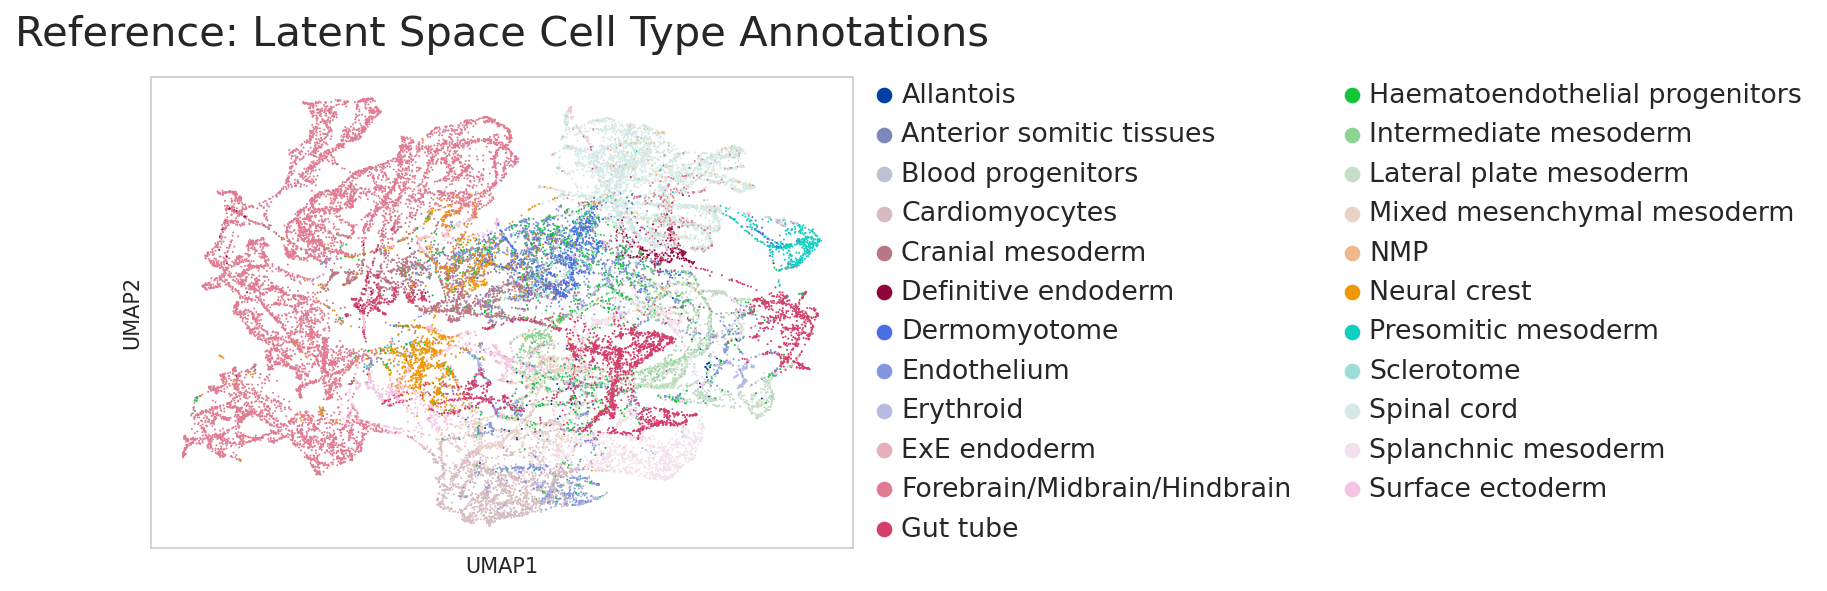 Reference: Latent Space Cell Type Annotations
UMAP2
UMAP1
Allantois
Anterior somitic tissues
Blood progenitors
Cardiomyocytes
Cranial mesoderm
Definitive endoderm
Dermomyotome
Endothelium
Erythroid
ExE endoderm
Forebrain/Midbrain/Hindbrain
Gut tube
Haematoendothelial progenitors
Intermediate mesoderm
Lateral plate mesoderm
Mixed mesenchymal mesoderm
NMP
Neural crest
Presomitic mesoderm
Sclerotome
Spinal cord
Splanchnic mesoderm
Surface ectoderm